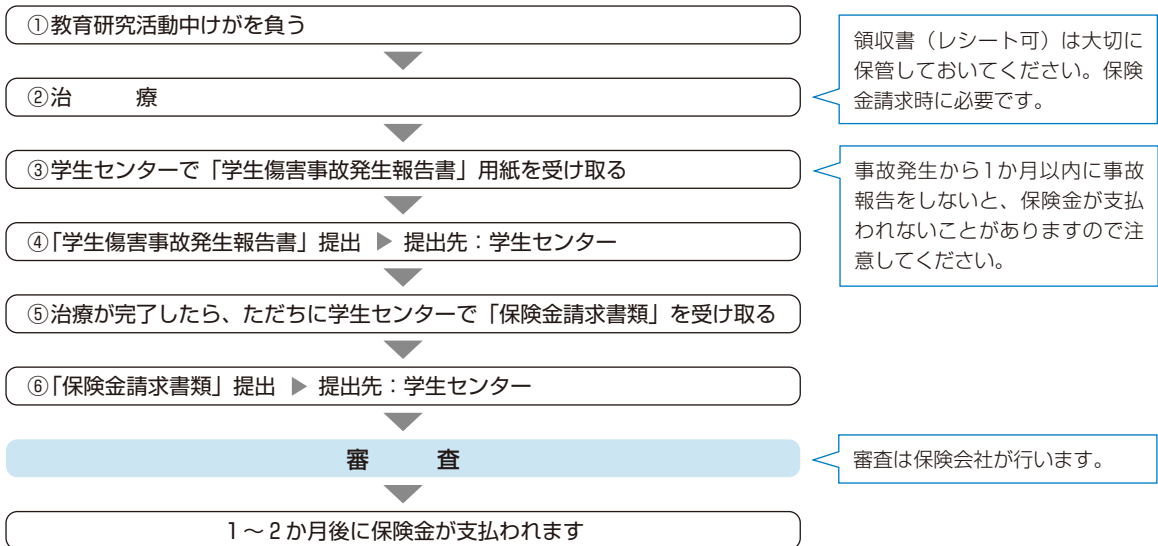 ①教育研究活動中けがを負う
領収書（レシート可）は大切に
保管しておいてください。保険
金請求時に必要です。
②治　　療
③学生センターで「学生傷害事故発生報告書」用紙を受け取る
事故発生から1か月以内に事故
報告をしないと、保険金が支払
われないことがありますので注
意してください。
④「学生傷害事故発生報告書」提出 ▶ 提出先：学生センター
⑤治療が完了したら、ただちに学生センターで「保険金請求書類」を受け取る
⑥「保険金請求書類」提出 ▶ 提出先：学生センター
審　　査
審査は保険会社が行います。
1～2か月後に保険金が支払われます